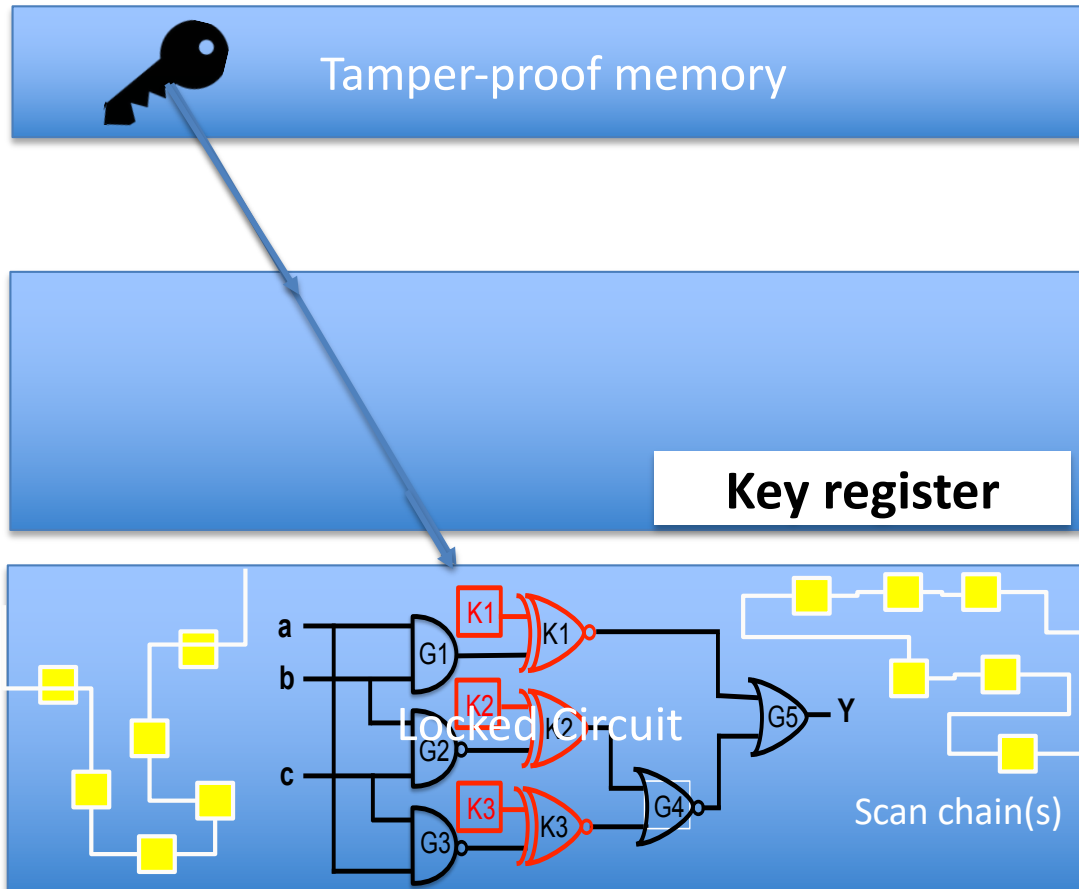 Tamper-proof memory
Key register
K1
a
K1
G1
b
K2
K2
Locked Circuit
G2
G5
Y
c
K3
K3
G4
G3
Scan chain(s)